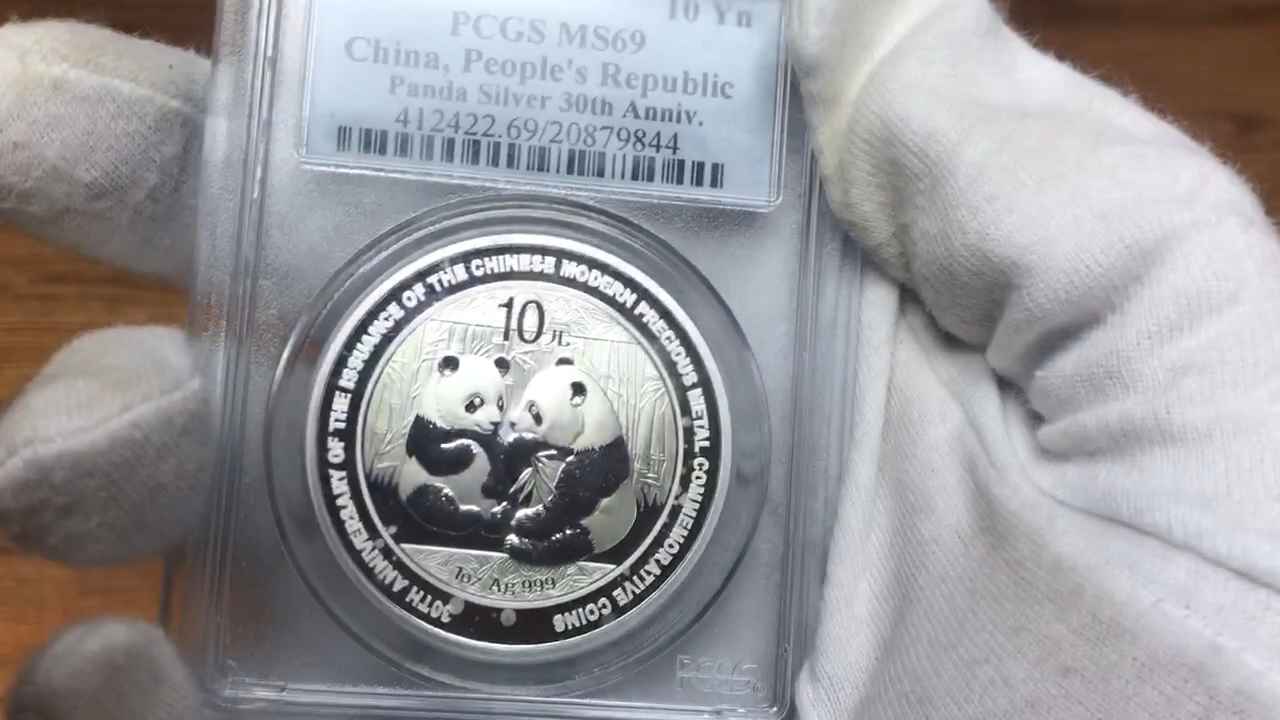 10 Yn
PCGS MS69
China, People's Republic
Panda Silver 30th Anniv.
412422.69/20879844
30TH ANNIVERSARY OF THE ISSUANCE OF THE CHINESE MODERN PRECIOUS METAL COMMEMORATIVE COINS
10元
1oz Ag.999
PCGS